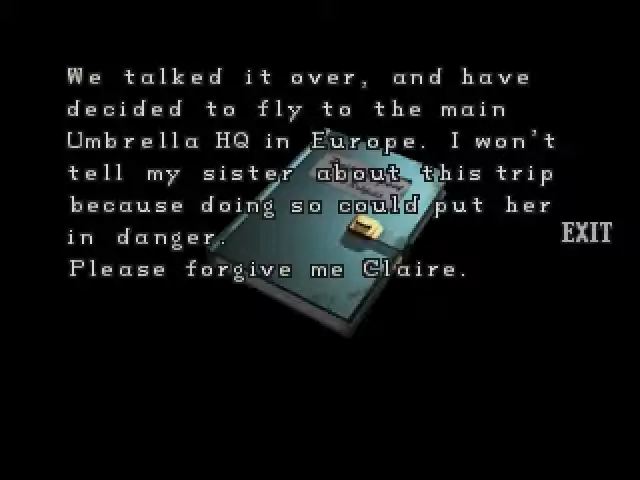 We talked it over, and have
decided to fly to the main
Umbrella HQ in Europe. I won't
tell my sister about this trip
because doing so could put her
in danger.
Please forgive me Claire.
EXIT